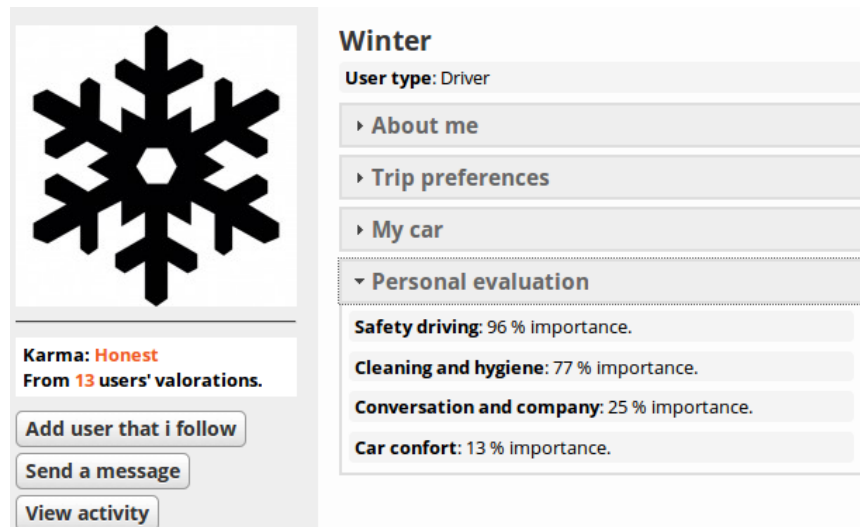 Winter
User type: Driver
About me
Trip preferences
My car
Personal evaluation
Safety driving: 96 % importance.
Cleaning and hygiene: 77 % importance.
Conversation and company: 25 % importance.
Car confort: 13 % importance.
Karma: Honest
From 13 users' valorations.
Add user that i follow
Send a message
View activity